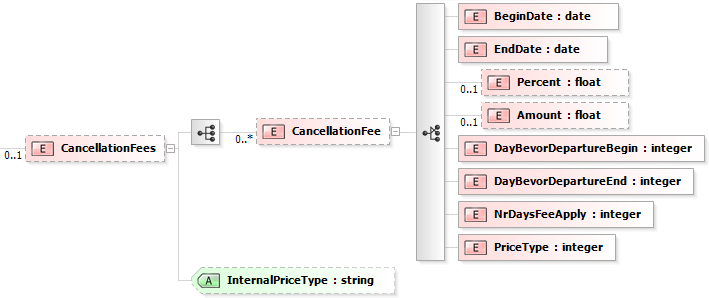 E BeginDate : date
E EndDate : date
0..1 E Percent : float
0..1 E Amount : float
0..1 E CancellationFees
0..* E CancellationFee
E DayBevorDepartureBegin : integer
E DayBevorDepartureEnd : integer
E NrDaysFeeApply : integer
E PriceType : integer
A InternalPriceType : string